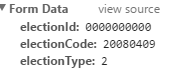 ▼ Form Data view source
electionId: 0000000000
electionCode: 20080409
electionType: 2